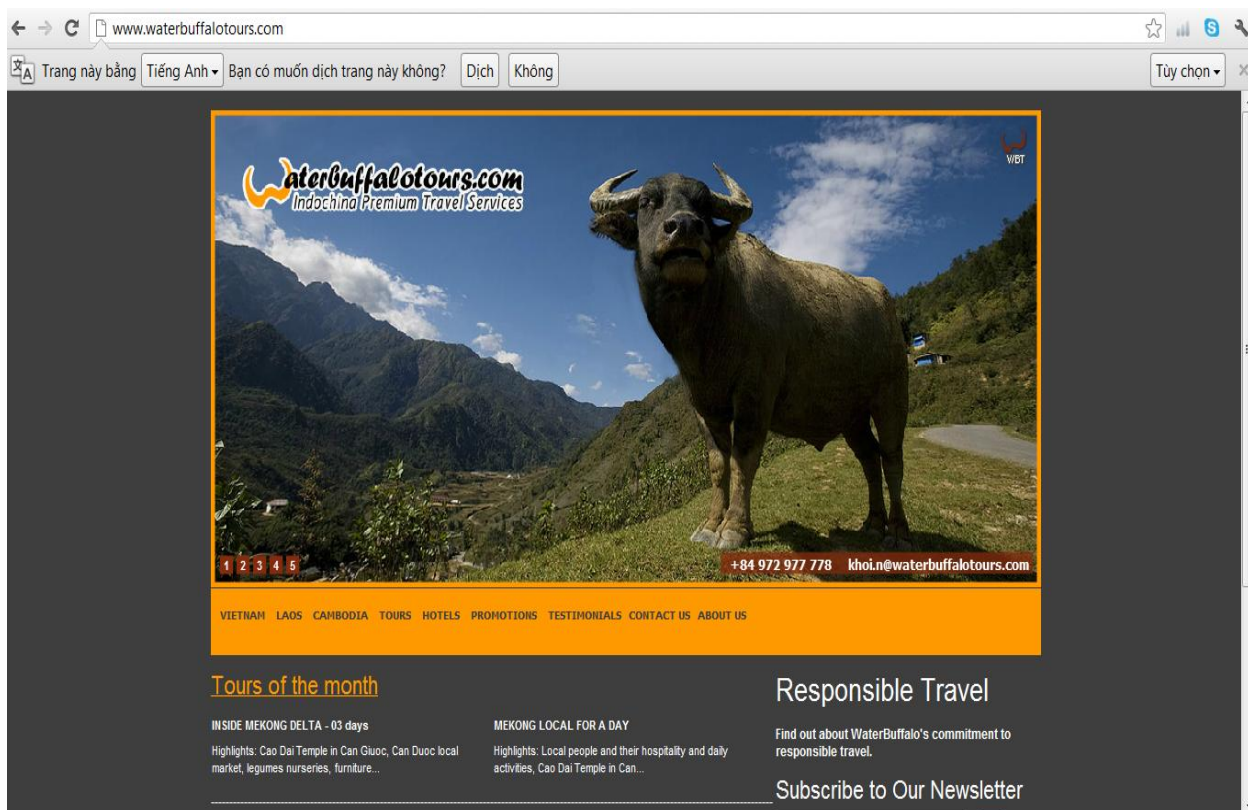 www.waterbuffalotours.com
Trang này bằng Tiếng Anh Bạn có muốn dịch trang này không? Dịch Không Tùy chọn
waterbuffalotours.com
Indochina Premium Travel Services
WBT
1 2 3 4 5
+84 972 977 778 khoi.n@waterbuffalotours.com
VIETNAM LAOS CAMBODIA TOURS HOTELS PROMOTIONS TESTIMONIALS CONTACT US ABOUT US
Tours of the month
INSIDE MEKONG DELTA - 03 days
Highlights: Cao Dai Temple in Can Giuoc, Can Duoc local
market, legumes nurseries, furniture...
MEKONG LOCAL FOR A DAY
Highlights: Local people and their hospitality and daily
activities, Cao Dai Temple in Can...
Responsible Travel
Find out about WaterBuffalo's commitment to
responsible travel.
Subscribe to Our Newsletter